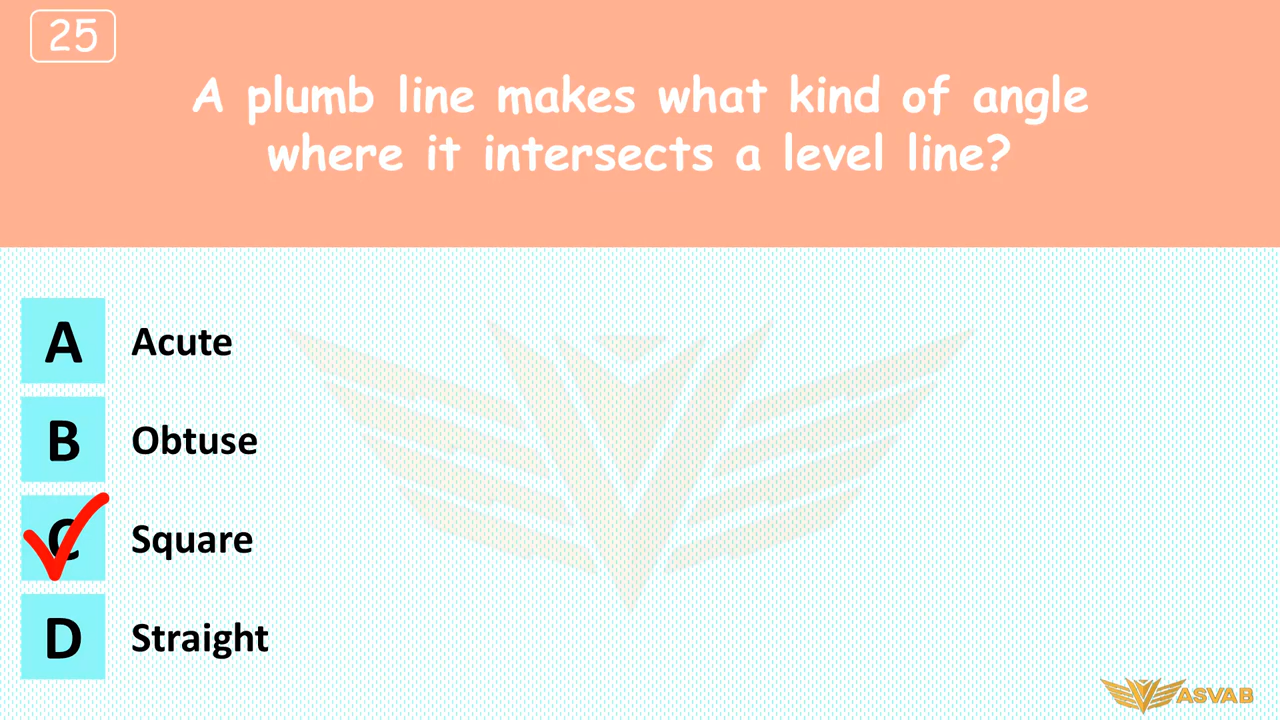 25
A plumb line makes what kind of angle
where it intersects a level line?
A Acute
B Obtuse
C Square
D Straight
ASVAB